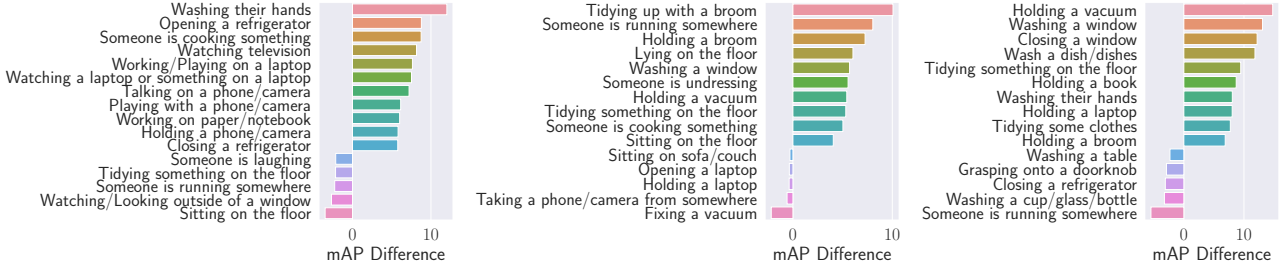 Washing their hands
Opening a refrigerator
Someone is cooking something
Watching television
Working/Playing on a laptop
Watching a laptop or something on a laptop
Talking on a phone/camera
Playing with a phone/camera
Working on paper/notebook
Holding a phone/camera
Closing a refrigerator
Someone is laughing
Tidying something on the floor
Someone is running somewhere
Watching/Looking outside of a window
Sitting on the floor
0 10
mAP Difference
Tidying up with a broom
Someone is running somewhere
Holding a broom
Lying on the floor
Washing a window
Someone is undressing
Holding a vacuum
Tidying something on the floor
Someone is cooking something
Sitting on the floor
Sitting on sofa/couch
Opening a laptop
Holding a laptop
Taking a phone/camera from somewhere
Fixing a vacuum
0 10
mAP Difference
Holding a vacuum
Washing a window
Closing a window
Wash a dish/dishes
Tidying something on the floor
Holding a book
Washing their hands
Holding a laptop
Tidying some clothes
Holding a broom
Washing a table
Grasping onto a doorknob
Closing a refrigerator
Washing a cup/glass/bottle
Someone is running somewhere
0 10
mAP Difference